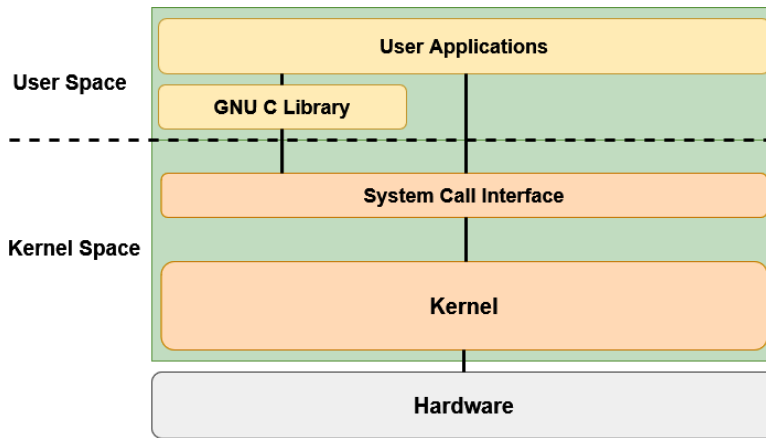 User Applications
User Space
GNU C Library
System Call Interface
Kernel Space
Kernel
Hardware